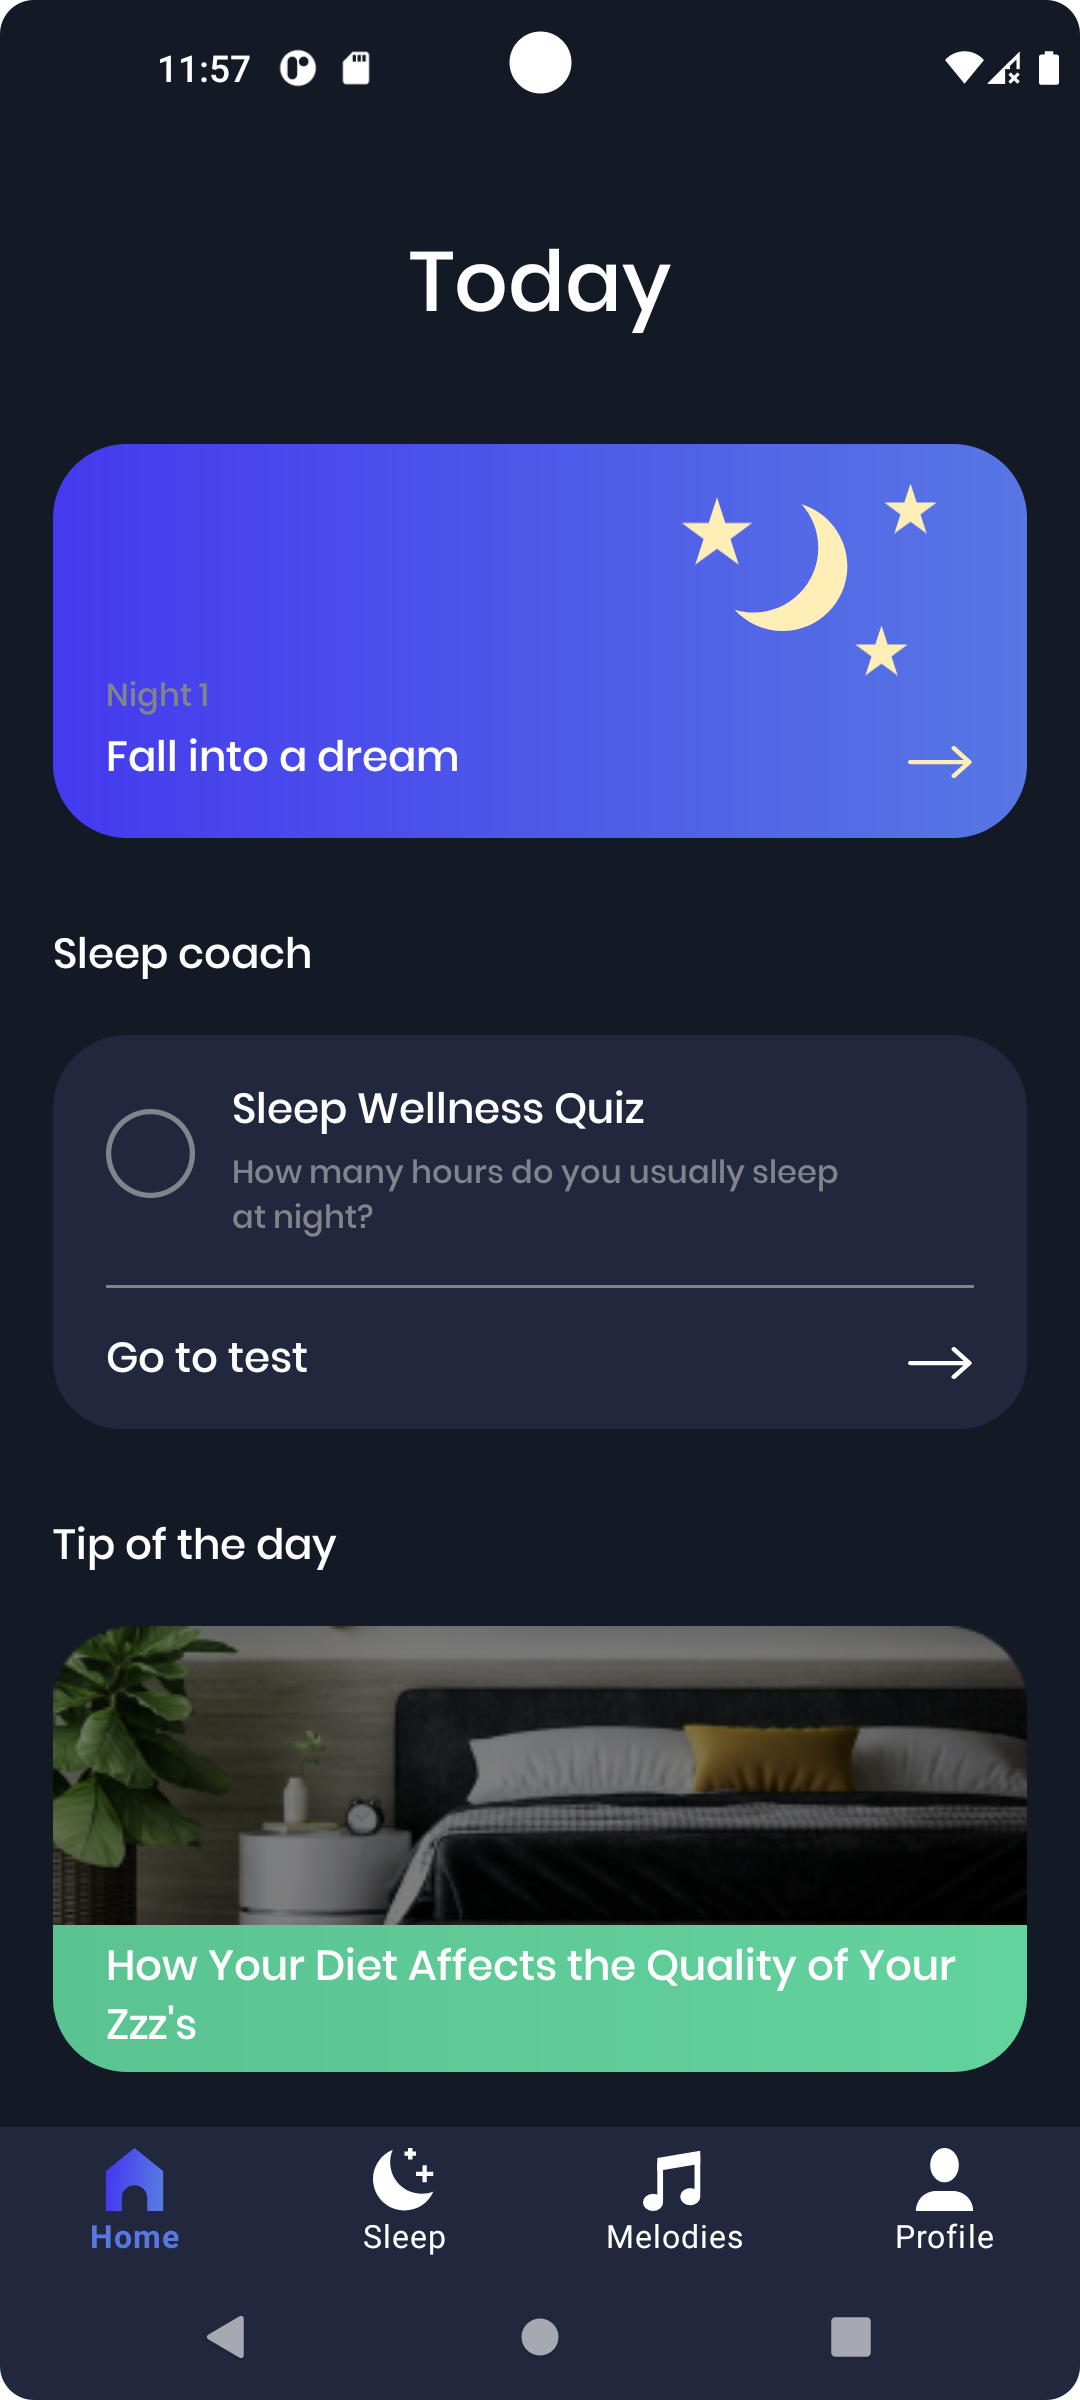 11:57
Today
Night 1
Fall into a dream
Sleep coach
Sleep Wellness Quiz
How many hours do you usually sleep
at night?
Go to test
Tip of the day
How Your Diet Affects the Quality of Your
Zzz's
Home
Sleep
Melodies
Profile